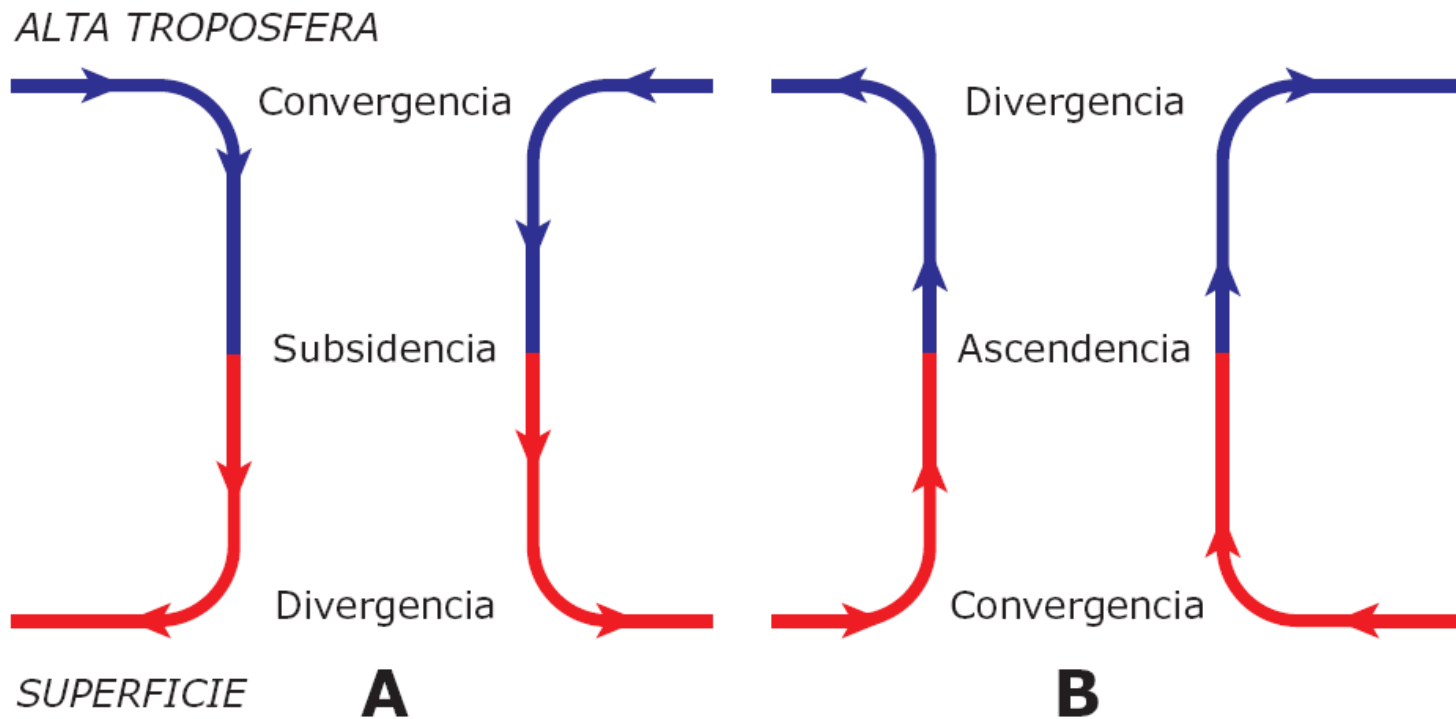 ALTA TROPOSFERA
Convergencia
Divergencia
Subsidencia
Ascendencia
Divergencia
Convergencia
SUPERFICIE
A
B